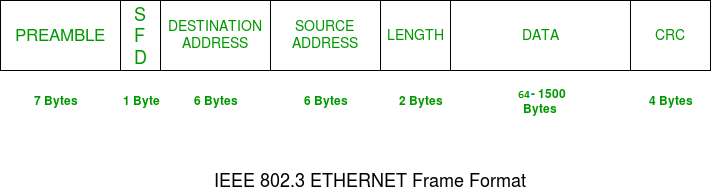 PREAMBLE
S
F
D
DESTINATION
ADDRESS
SOURCE
ADDRESS
LENGTH
DATA
CRC
7 Bytes
1 Byte
6 Bytes
6 Bytes
2 Bytes
64- 1500
Bytes
4 Bytes
IEEE 802.3 ETHERNET Frame Format